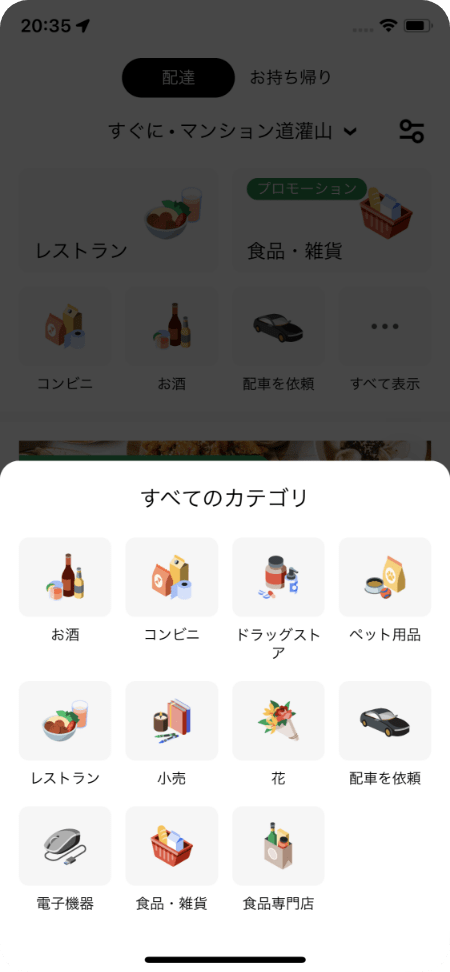 20:35
配達
お持ち帰り
すぐに • マンション道灌山
プロモーション
レストラン
食品・雑貨
コンビニ
お酒
配車を依頼
すべて表示
すべてのカテゴリ
お酒
コンビニ
ドラッグスト
ア
ペット用品
レストラン
小売
花
配車を依頼
電子機器
食品・雑貨
食品専門店